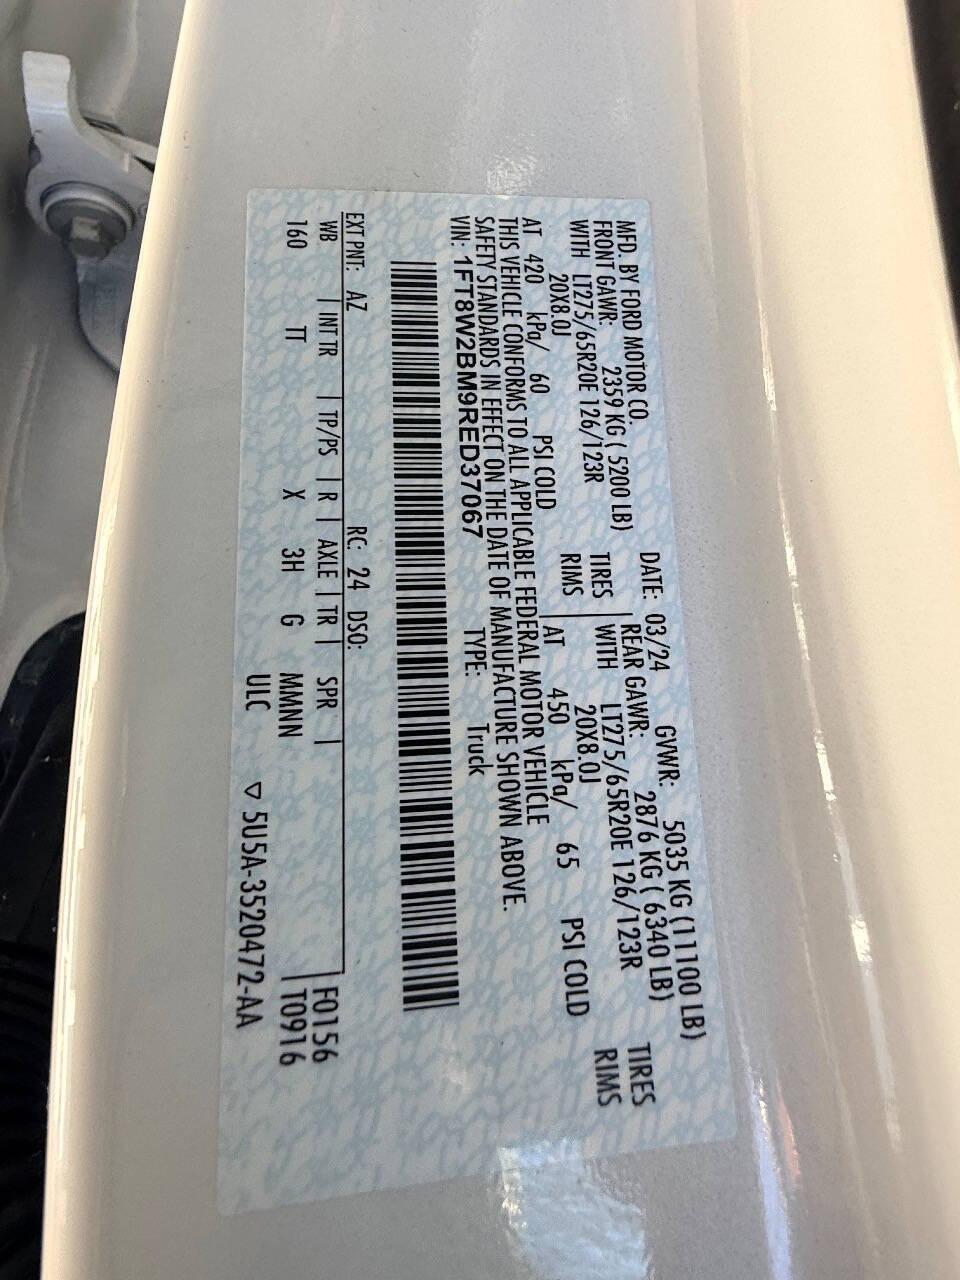 MFD. BY FORD MOTOR CO. DATE: 03/24 GVWR: 5035 KG (11100 LB)
FRONT GAWR: 2359 KG ( 5200 LB) REAR GAWR: 2876 KG ( 6340 LB)
WITH LT275/65R20E 126/123R TIRES WITH LT275/65R20E 126/123R TIRES
20X8.0J RIMS 20X8.0J RIMS
AT 420 kPa/ 60 PSI COLD AT 450 kPa/ 65 PSI COLD
THIS VEHICLE CONFORMS TO ALL APPLICABLE FEDERAL MOTOR VEHICLE
SAFETY STANDARDS IN EFFECT ON THE DATE OF MANUFACTURE SHOWN ABOVE.
VIN: 1FT8W2BM9RED37067 TYPE: Truck
EXT PNT: AZ RC: 24 DSO: F0156
WB | INT TR | TP/PS | R | AXLE | TR | SPR | T0916
160 TT X 3H G MMNN
ULC ▽ 5U5A-3520472-AA